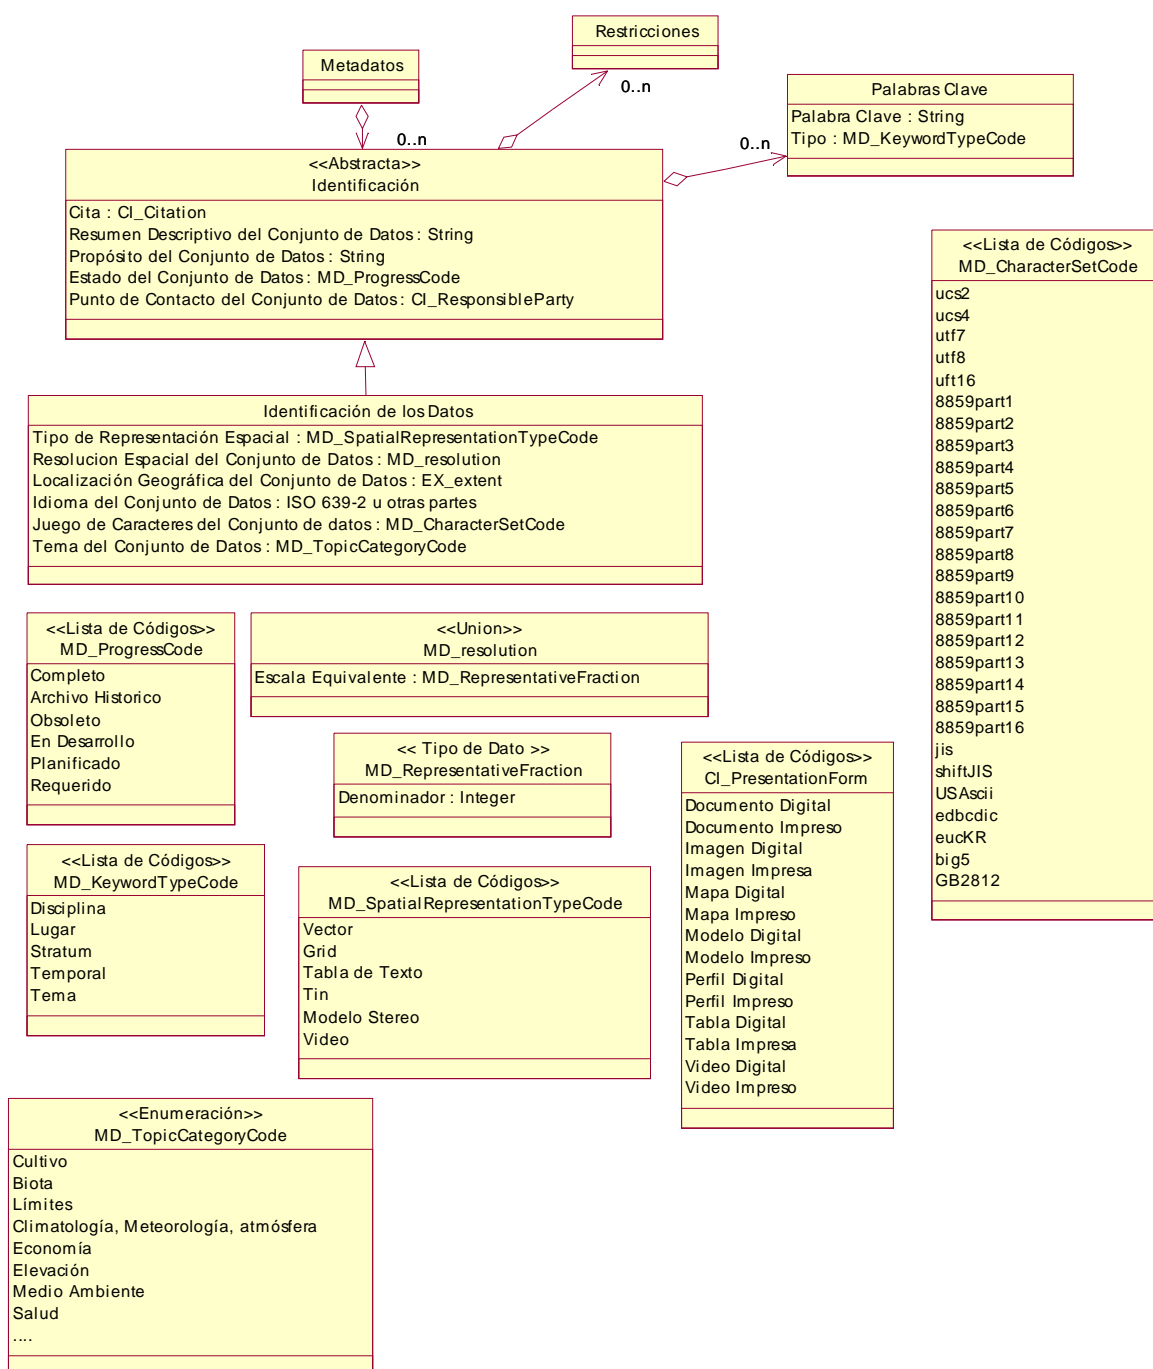 Restricciones
Metadatos
0..n
Palabras Clave
Palabra Clave : String
Tipo : MD_KeywordTypeCode
0..n
0..n
<<Abstracta>>
Identificación
Cita : CI_Citation
Resumen Descriptivo del Conjunto de Datos : String
Propósito del Conjunto de Datos : String
Estado del Conjunto de Datos : MD_ProgressCode
Punto de Contacto del Conjunto de Datos : CI_ResponsibleParty
<<Lista de Códigos>>
MD_CharacterSetCode
ucs2
ucs4
utf7
utf8
uft16
8859part1
8859part2
8859part3
8859part4
8859part5
8859part6
8859part7
8859part8
8859part9
8859part10
8859part11
8859part12
8859part13
8859part14
8859part15
8859part16
jis
shiftJIS
USAscii
edbcdic
eucKR
big5
GB2812
Identificación de los Datos
Tipo de Representación Espacial : MD_SpatialRepresentationTypeCode
Resolucion Espacial del Conjunto de Datos : MD_resolution
Localización Geográfica del Conjunto de Datos : EX_extent
Idioma del Conjunto de Datos : ISO 639-2 u otras partes
Juego de Caracteres del Conjunto de datos : MD_CharacterSetCode
Tema del Conjunto de Datos : MD_TopicCategoryCode
<<Lista de Códigos>>
MD_ProgressCode
Completo
Archivo Historico
Obsoleto
En Desarrollo
Planificado
Requerido
<<Union>>
MD_resolution
Escala Equivalente : MD_RepresentativeFraction
<< Tipo de Dato >>
MD_RepresentativeFraction
Denominador : Integer
<<Lista de Códigos>>
CI_PresentationForm
Documento Digital
Documento Impreso
Imagen Digital
Imagen Impresa
Mapa Digital
Mapa Impreso
Modelo Digital
Modelo Impreso
Perfil Digital
Perfil Impreso
Tabla Digital
Tabla Impresa
Video Digital
Video Impreso
<<Lista de Códigos>>
MD_KeywordTypeCode
Disciplina
Lugar
Stratum
Temporal
Tema
<<Lista de Códigos>>
MD_SpatialRepresentationTypeCode
Vector
Grid
Tabla de Texto
Tin
Modelo Stereo
Video
<<Enumeración>>
MD_TopicCategoryCode
Cultivo
Biota
Límites
Climatología, Meteorología, atmósfera
Economía
Elevación
Medio Ambiente
Salud
....